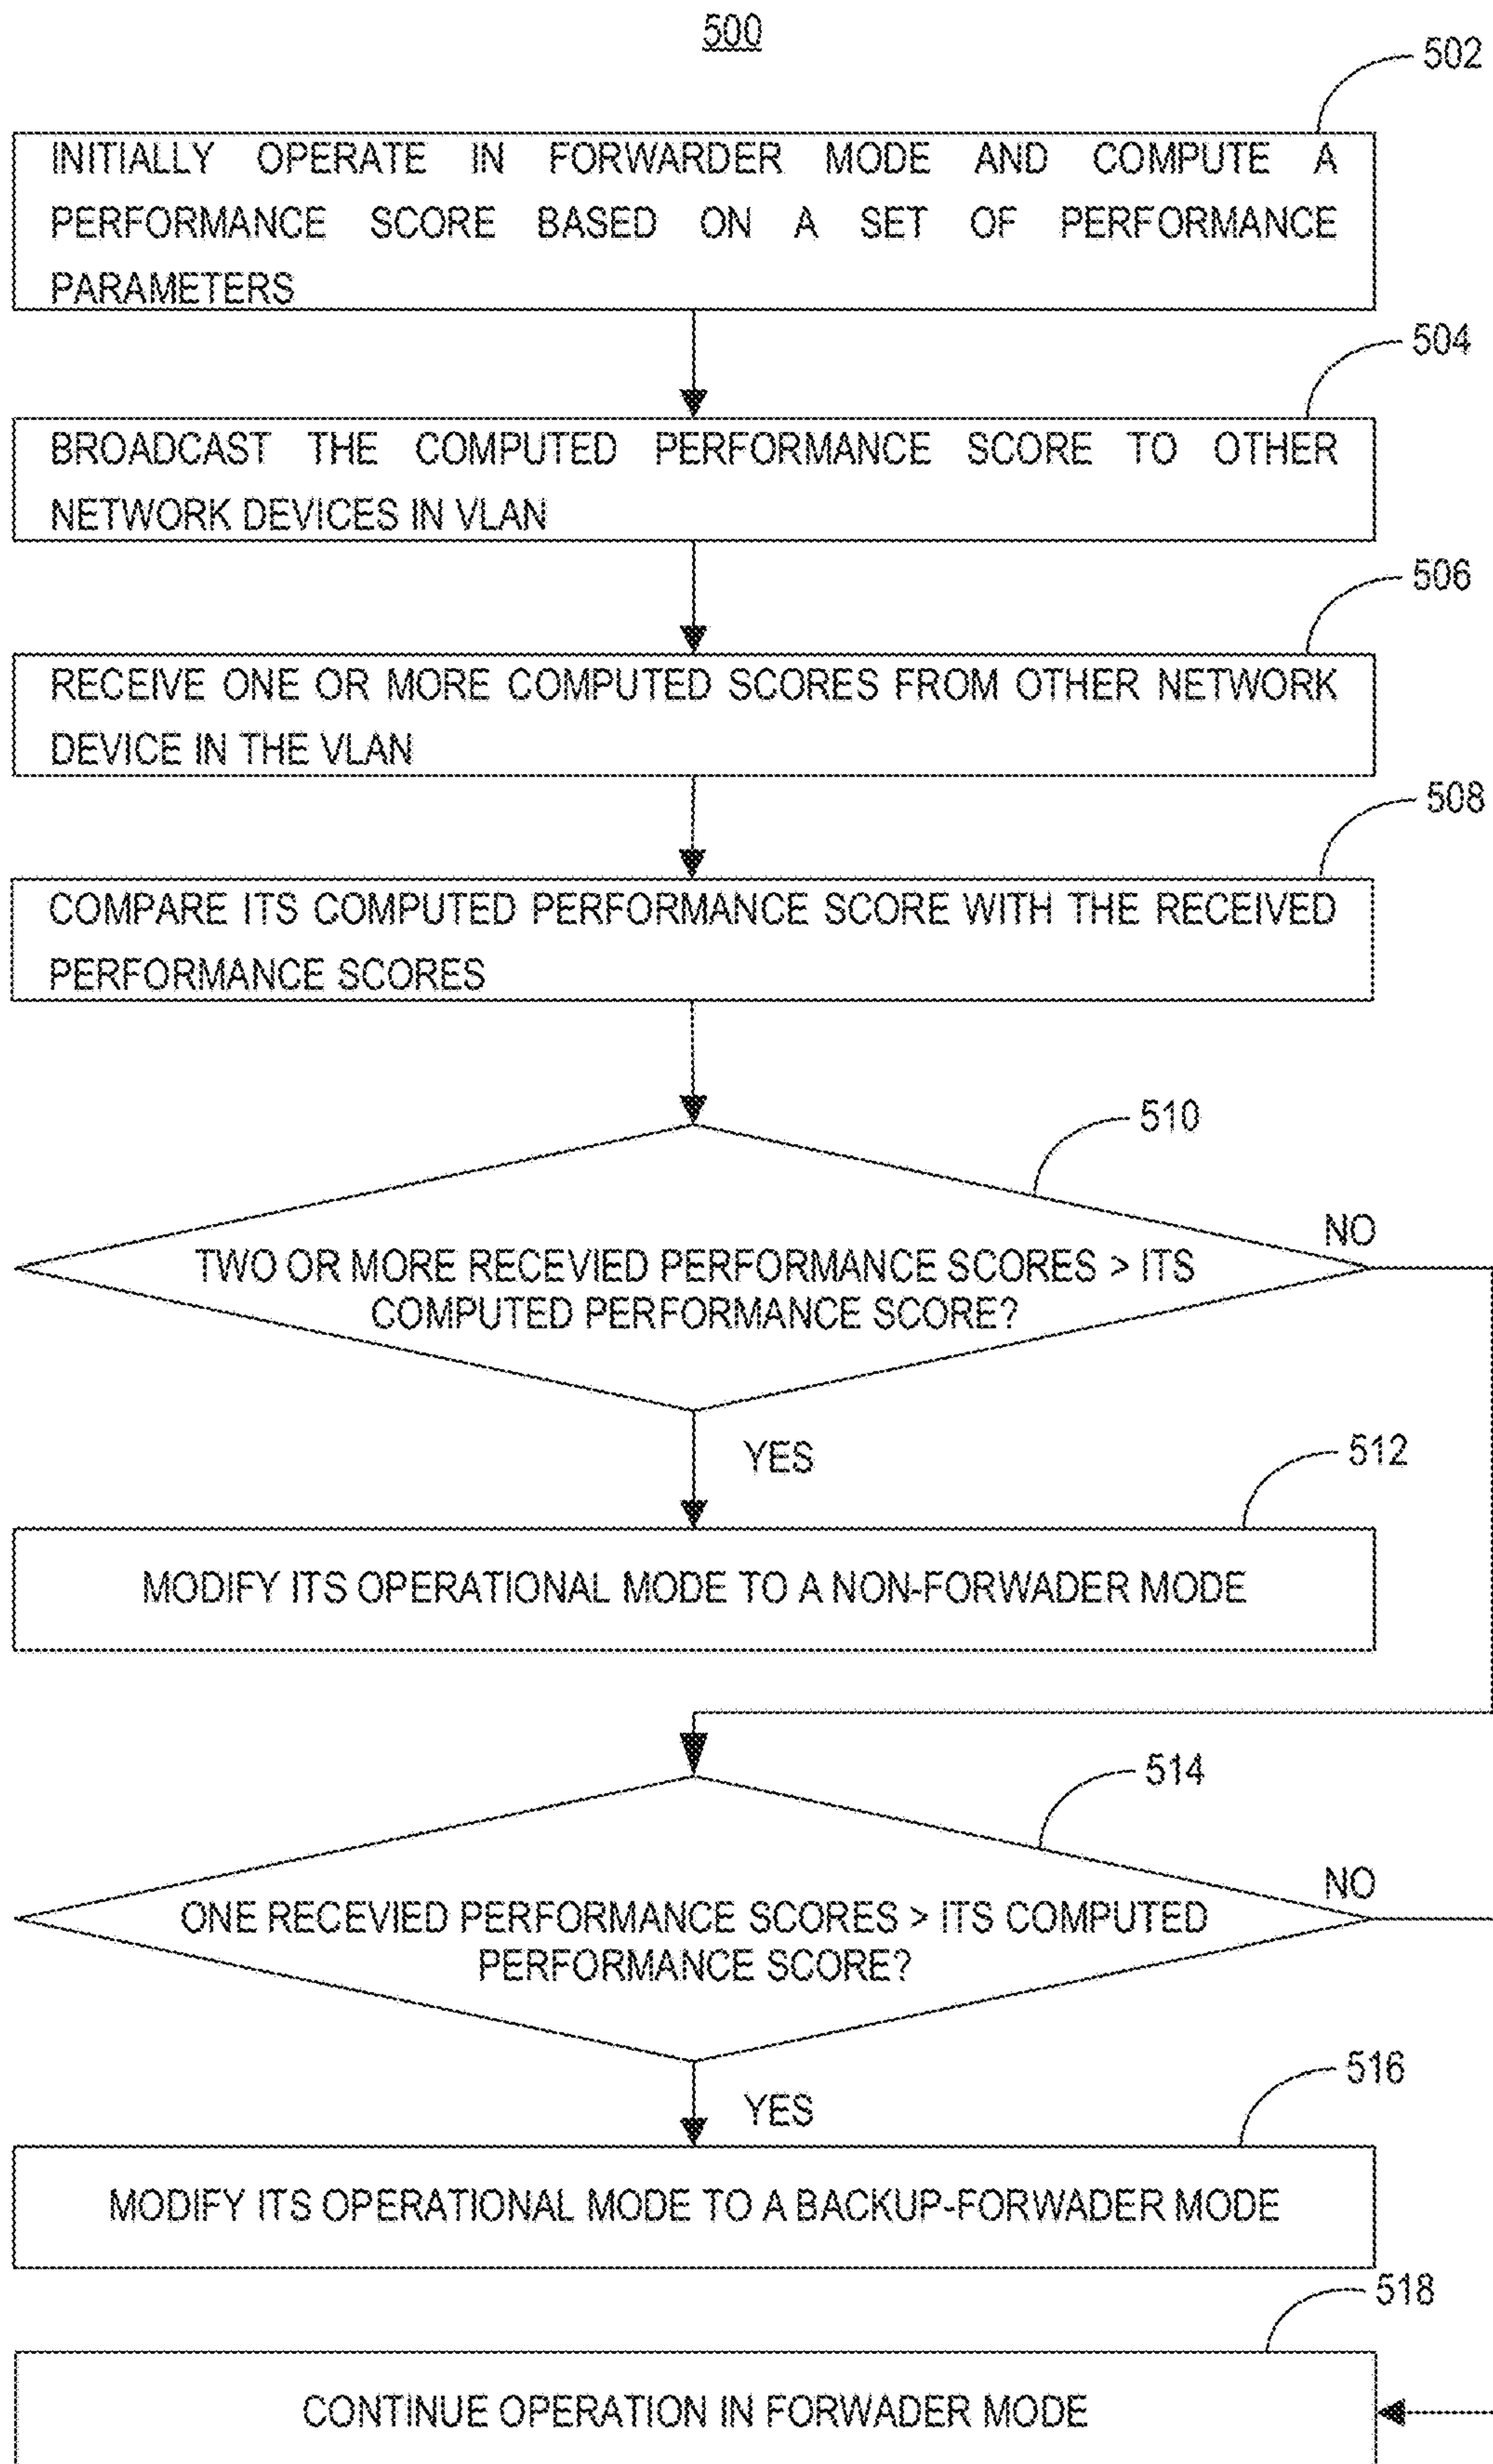 500
502
INITIALLY OPERATE IN FORWARDER MODE AND COMPUTE A
PERFORMANCE SCORE BASED ON A SET OF PERFORMANCE
PARAMETERS
504
BROADCAST THE COMPUTED PERFORMANCE SCORE TO OTHER
NETWORK DEVICES IN VLAN
506
RECEIVE ONE OR MORE COMPUTED SCORES FROM OTHER NETWORK
DEVICE IN THE VLAN
508
COMPARE ITS COMPUTED PERFORMANCE SCORE WITH THE RECEIVED
PERFORMANCE SCORES
510
NO
TWO OR MORE RECEVIED PERFORMANCE SCORES > ITS
COMPUTED PERFORMANCE SCORE?
YES
512
MODIFY ITS OPERATIONAL MODE TO A NON-FORWADER MODE
514
NO
ONE RECEVIED PERFORMANCE SCORES > ITS COMPUTED
PERFORMANCE SCORE?
YES
516
MODIFY ITS OPERATIONAL MODE TO A BACKUP-FORWADER MODE
518
CONTINUE OPERATION IN FORWADER MODE